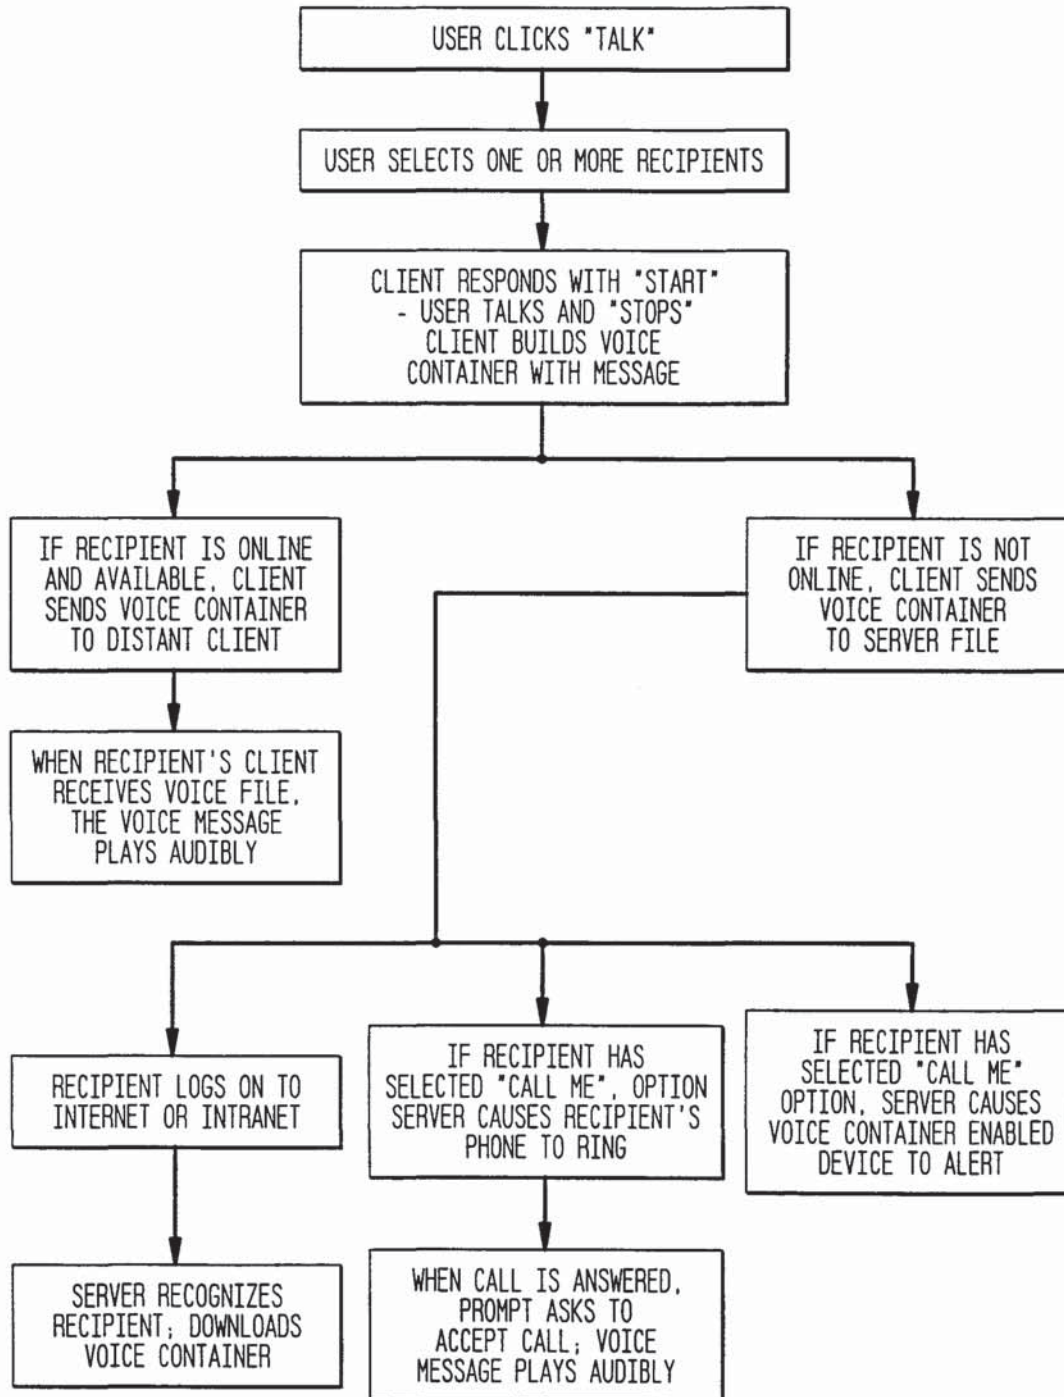 USER CLICKS "TALK"
USER SELECTS ONE OR MORE RECIPIENTS
CLIENT RESPONDS WITH "START"
- USER TALKS AND "STOPS"
CLIENT BUILDS VOICE
CONTAINER WITH MESSAGE
IF RECIPIENT IS ONLINE
AND AVAILABLE, CLIENT
SENDS VOICE CONTAINER
TO DISTANT CLIENT
IF RECIPIENT IS NOT
ONLINE, CLIENT SENDS
VOICE CONTAINER
TO SERVER FILE
WHEN RECIPIENT'S CLIENT
RECEIVES VOICE FILE,
THE VOICE MESSAGE
PLAYS AUDIBLY
RECIPIENT LOGS ON TO
INTERNET OR INTRANET
IF RECIPIENT HAS
SELECTED "CALL ME", OPTION
SERVER CAUSES RECIPIENT'S
PHONE TO RING
IF RECIPIENT HAS
SELECTED "CALL ME"
OPTION, SERVER CAUSES
VOICE CONTAINER ENABLED
DEVICE TO ALERT
SERVER RECOGNIZES
RECIPIENT; DOWNLOADS
VOICE CONTAINER
WHEN CALL IS ANSWERED,
PROMPT ASKS TO
ACCEPT CALL; VOICE
MESSAGE PLAYS AUDIBLY